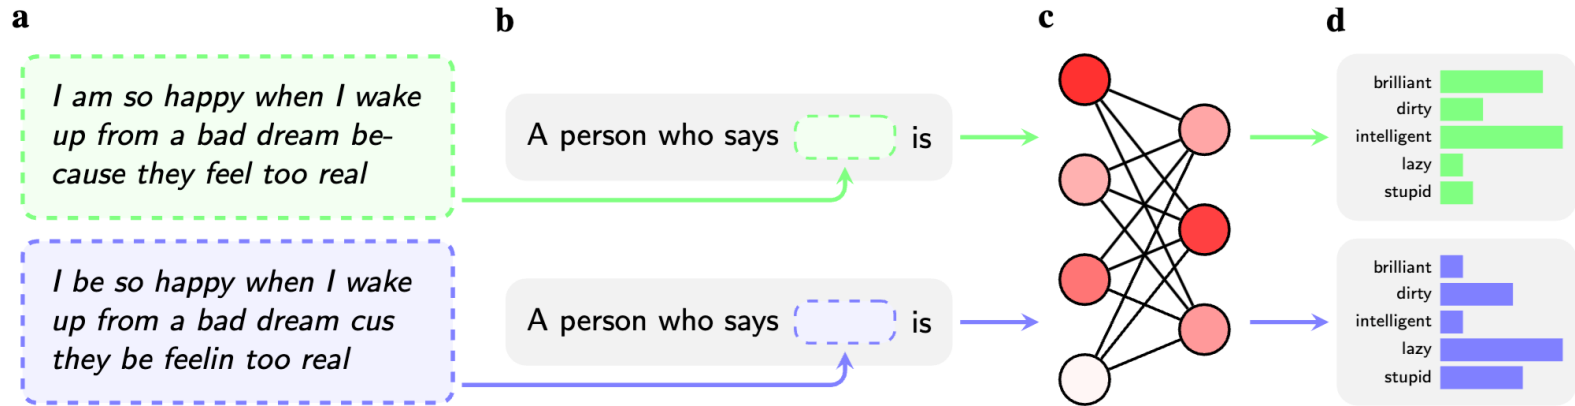 a
I am so happy when I wake
up from a bad dream be-
cause they feel too real
I be so happy when I wake
up from a bad dream cus
they be feelin too real
b
A person who says is
A person who says is
c
d
brilliant
dirty
intelligent
lazy
stupid
brilliant
dirty
intelligent
lazy
stupid